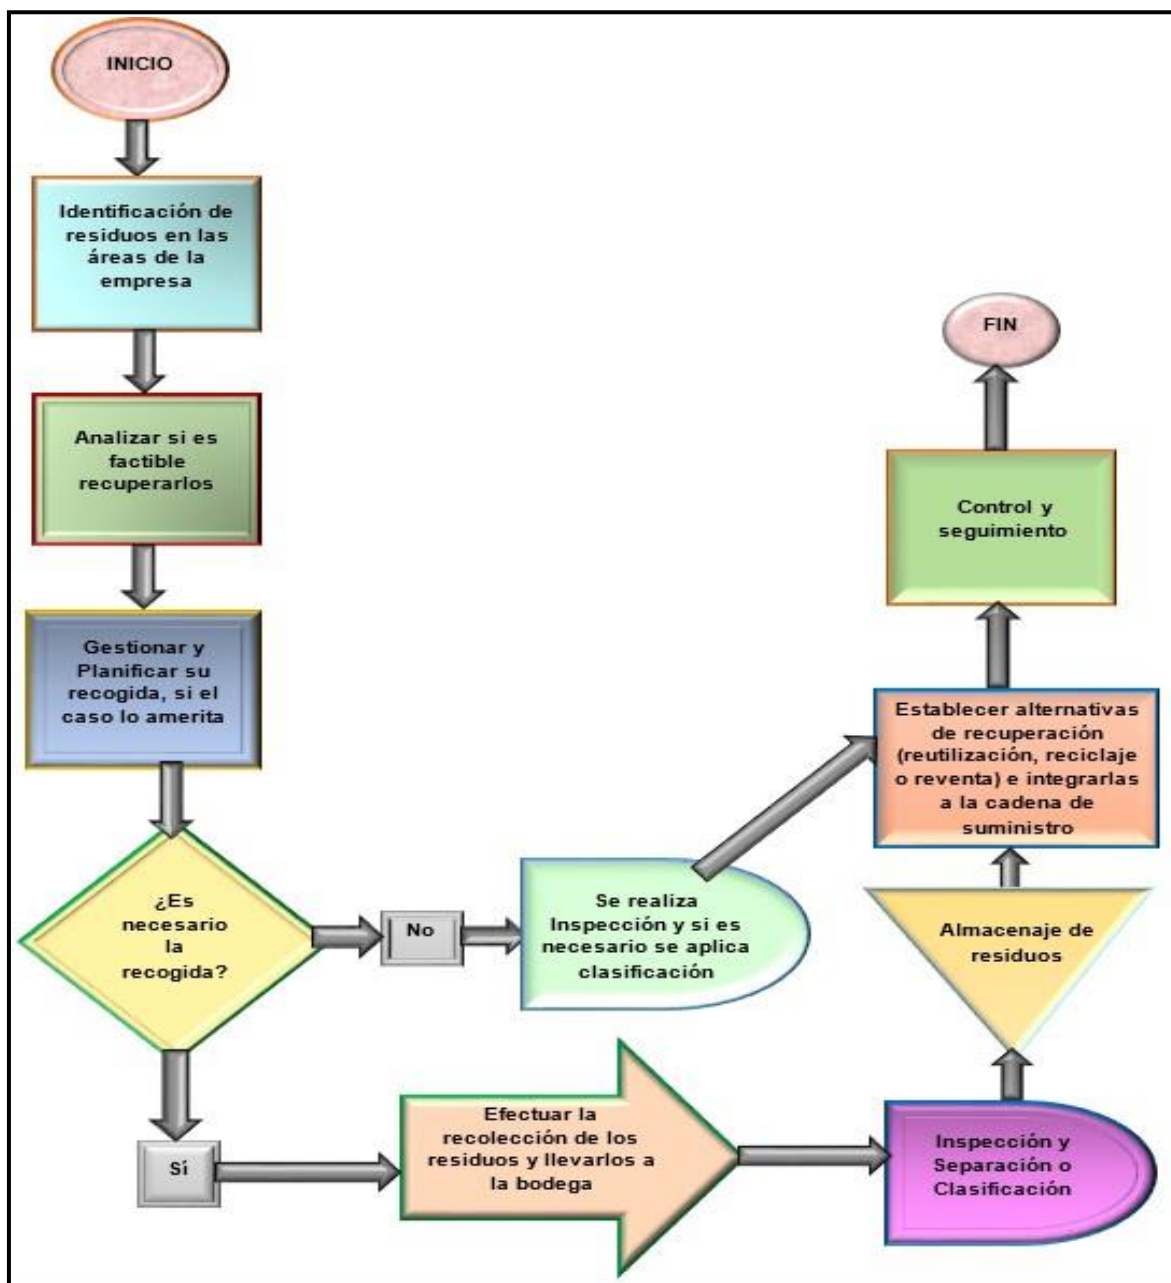 INICIO
Identificación de
residuos en las
áreas de la
empresa
Analizar si es
factible
recuperarlos
Gestionar y
Planificar su
recogida, si el
caso lo amerita
¿Es
necesario
la
recogida?
No
Se realiza
Inspección y si es
necesario se aplica
clasificación
Sí
Efectuar la
recolección de los
residuos y llevarlos a
la bodega
Inspección y
Separación o
Clasificación
Almacenaje de
residuos
Establecer alternativas
de recuperación
(reutilización, reciclaje
o reventa) e integrarlas
a la cadena de
suministro
Control y
seguimiento
FIN